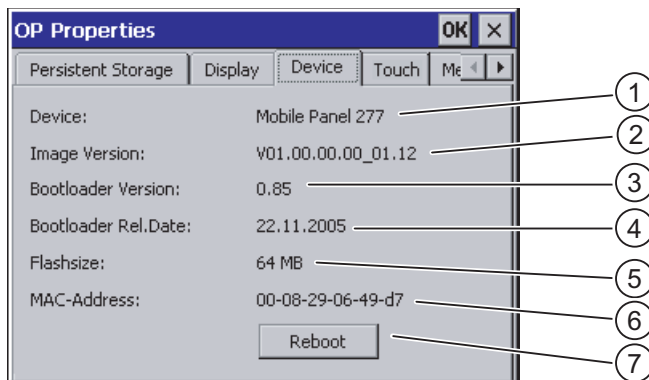 OP Properties OK ×
Persistent Storage Display Device Touch Me
Device: Mobile Panel 277 1
Image Version: V01.00.00.00_01.12 2
Bootloader Version: 0.85 3
Bootloader Rel.Date: 22.11.2005 4
Flashsize: 64 MB 5
MAC-Address: 00-08-29-06-49-d7 6
Reboot 7